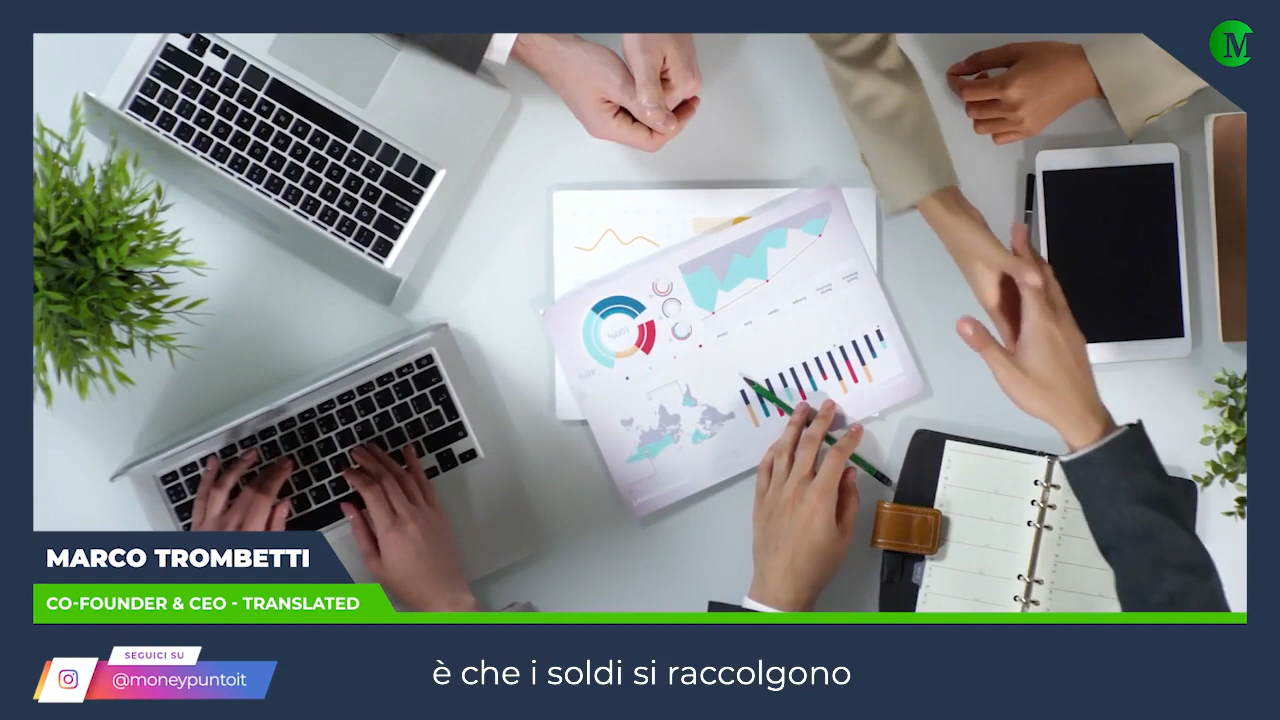 M
MARCO TROMBETTI
CO-FOUNDER & CEO - TRANSLATED
SEGUICI SU
@moneypuntoit
è che i soldi si raccolgono